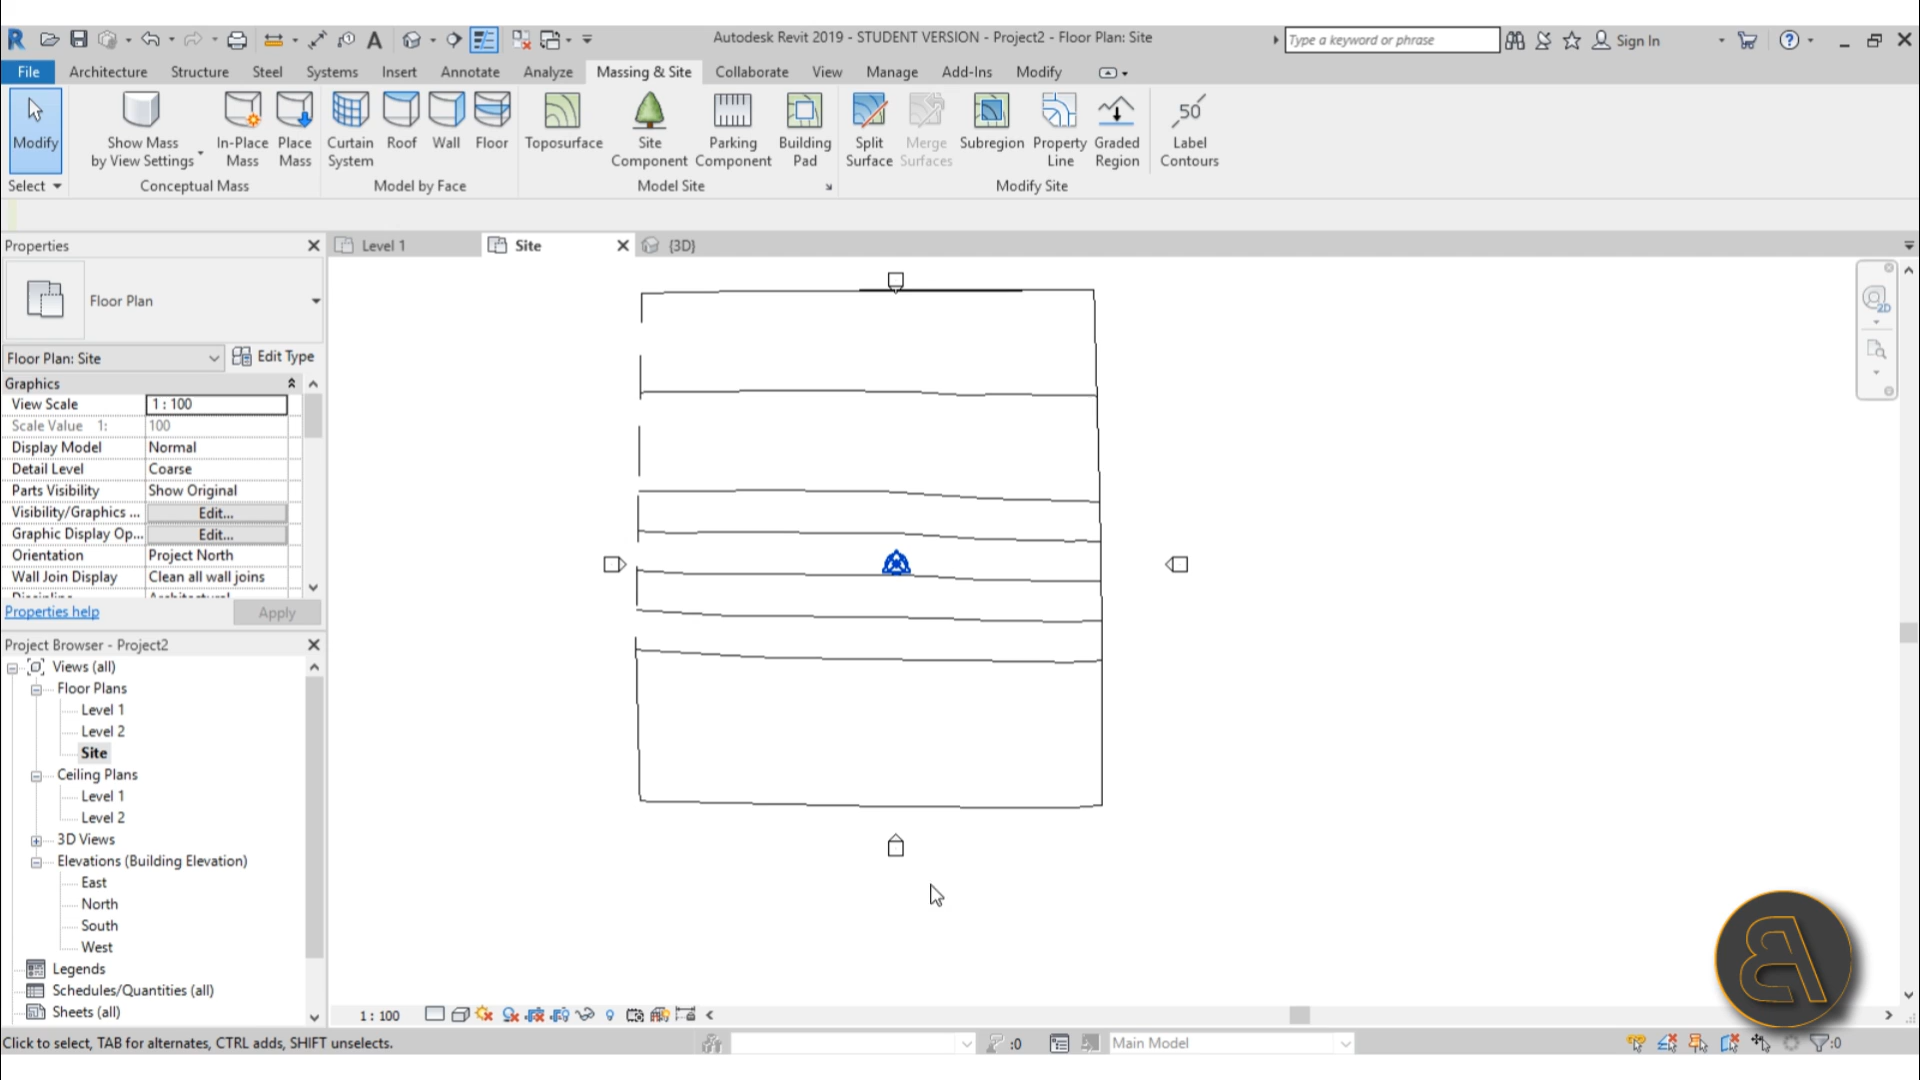 Autodesk Revit 2019 - STUDENT VERSION - Project2 - Floor Plan: Site
Type a keyword or phrase
Sign In
File Architecture Structure Steel Systems Insert Annotate Analyze Massing & Site Collaborate View Manage Add-Ins Modify
Modify
Show Mass by View Settings
In-Place Mass
Place Mass
Curtain System
Roof
Wall
Floor
Toposurface
Site Component
Parking Component
Building Pad
Split Surface
Merge Surfaces
Subregion
Property Line
Graded Region
50
Label Contours
Select
Conceptual Mass
Model by Face
Model Site
Modify Site
Properties
Level 1
Site
{3D}
2D
Floor Plan
Floor Plan: Site
Edit Type
Graphics
View Scale 1 : 100
Scale Value 1: 100
Display Model Normal
Detail Level Coarse
Parts Visibility Show Original
Visibility/Graphics ... Edit...
Graphic Display Op... Edit...
Orientation Project North
Wall Join Display Clean all wall joins
Properties help
Apply
Project Browser - Project2
Views (all)
Floor Plans
Level 1
Level 2
Site
Ceiling Plans
Level 1
Level 2
3D Views
Elevations (Building Elevation)
East
North
South
West
Legends
Schedules/Quantities (all)
Sheets (all)
1 : 100
Click to select, TAB for alternates, CTRL adds, SHIFT unselects.
:0
Main Model
:0